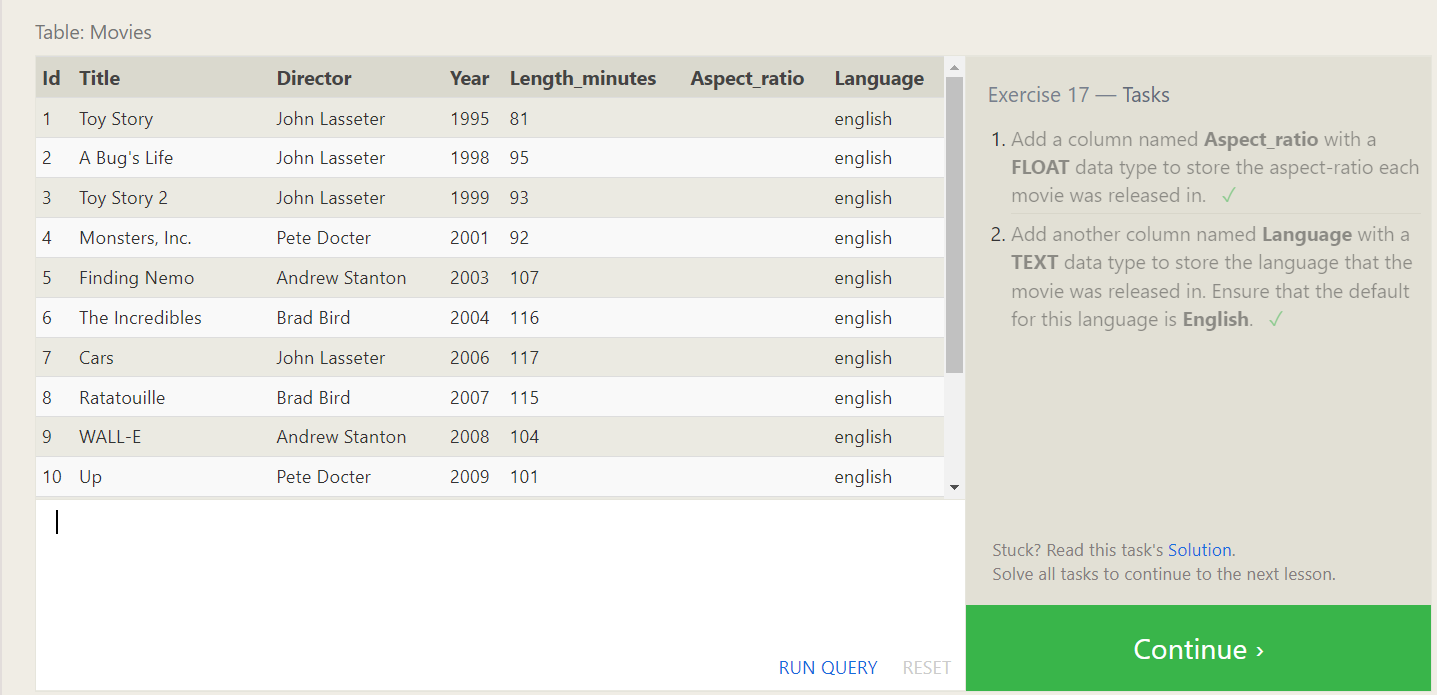 Table: Movies
Id Title Director Year Length_minutes Aspect_ratio Language
1 Toy Story John Lasseter 1995 81 english
2 A Bug's Life John Lasseter 1998 95 english
3 Toy Story 2 John Lasseter 1999 93 english
4 Monsters, Inc. Pete Docter 2001 92 english
5 Finding Nemo Andrew Stanton 2003 107 english
6 The Incredibles Brad Bird 2004 116 english
7 Cars John Lasseter 2006 117 english
8 Ratatouille Brad Bird 2007 115 english
9 WALL-E Andrew Stanton 2008 104 english
10 Up Pete Docter 2009 101 english
RUN QUERY RESET
Exercise 17 — Tasks
1. Add a column named Aspect_ratio with a
FLOAT data type to store the aspect-ratio each
movie was released in. ✓
2. Add another column named Language with a
TEXT data type to store the language that the
movie was released in. Ensure that the default
for this language is English. ✓
Stuck? Read this task's Solution.
Solve all tasks to continue to the next lesson.
Continue ›